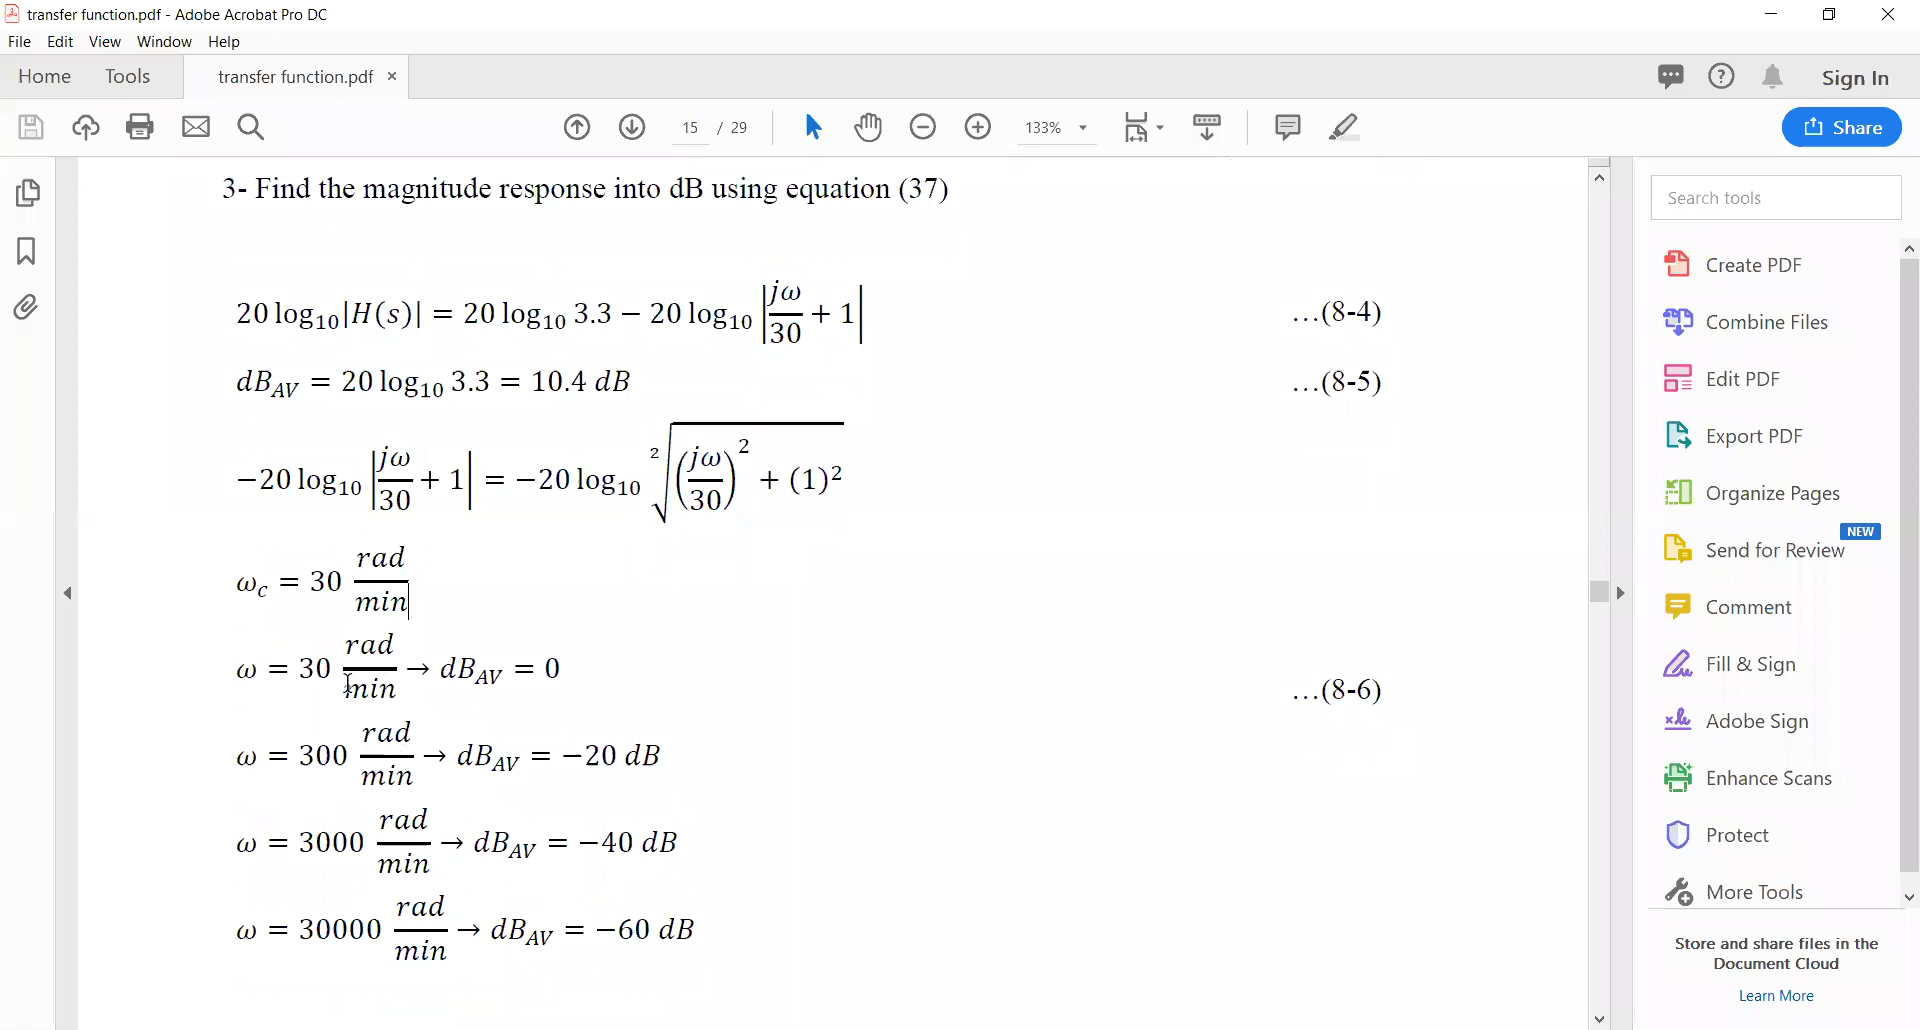 transfer function.pdf - Adobe Acrobat Pro DC
File Edit View Window Help
Home Tools transfer function.pdf × Sign In
15 / 29 133% Share
3- Find the magnitude response into dB using equation (37)
20 log₁₀|H(s)| = 20 log₁₀ 3.3 − 20 log₁₀ |jω/30 + 1| …(8-4)
dB_AV = 20 log₁₀ 3.3 = 10.4 dB …(8-5)
−20 log₁₀ |jω/30 + 1| = −20 log₁₀ ²√((jω/30)² + (1)²)
ω_c = 30 rad/min
ω = 30 rad/min → dB_AV = 0 …(8-6)
ω = 300 rad/min → dB_AV = −20 dB
ω = 3000 rad/min → dB_AV = −40 dB
ω = 30000 rad/min → dB_AV = −60 dB
Search tools
Create PDF
Combine Files
Edit PDF
Export PDF
Organize Pages
NEW
Send for Review
Comment
Fill & Sign
Adobe Sign
Enhance Scans
Protect
More Tools
Store and share files in the
Document Cloud
Learn More